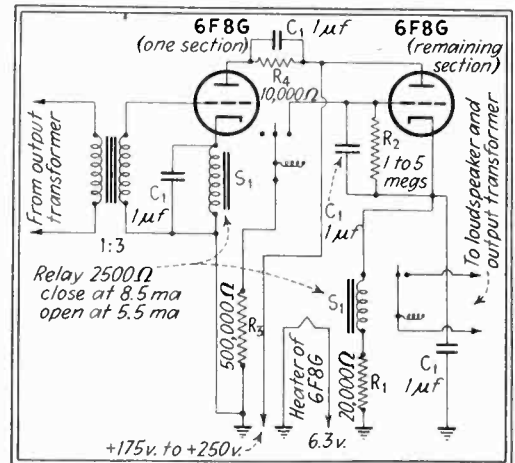 6F8G
(one section)
C₁ 1μf
R₄
10,000Ω
6F8G
(remaining
section)
From output
transformer
1:3
C₁
1μf
S₁
C₁
1μf
R₂
1 to 5
megs
To loudspeaker and
output transformer
Relay 2500Ω
close at 8.5 ma
open at 5.5 ma
500,000Ω
R₃
Heater of
6F8G
S₁
20,000Ω
R₁
C₁
1μf
+175v. to +250v.
6.3v.